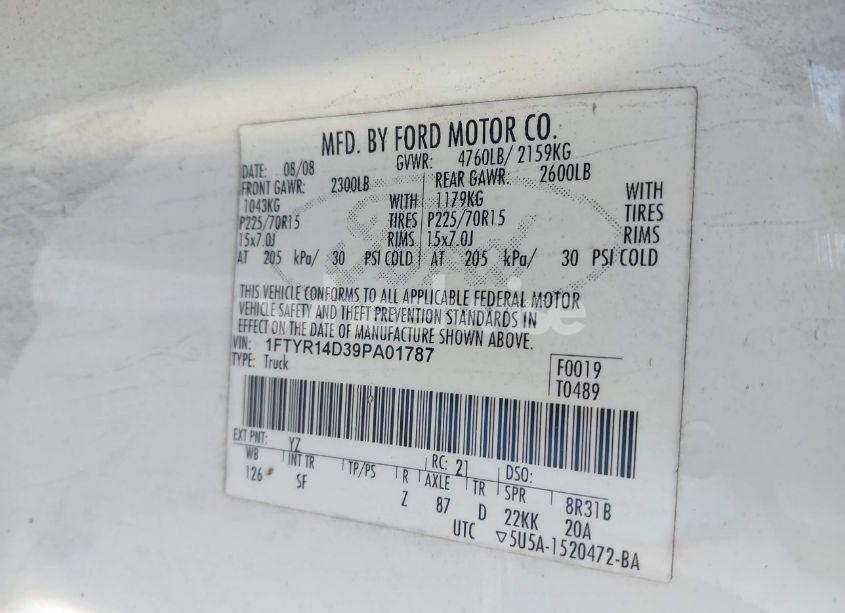 MFD. BY FORD MOTOR CO.
DATE: 08/08 GVWR: 4760LB/ 2159KG
FRONT GAWR: 2300LB REAR GAWR: 2600LB
1043KG WITH 1179KG WITH
P225/70R15 TIRES P225/70R15 TIRES
15x7.0J RIMS 15x7.0J RIMS
AT 205 kPa/ 30 PSI COLD AT 205 kPa/ 30 PSI COLD
THIS VEHICLE CONFORMS TO ALL APPLICABLE FEDERAL MOTOR
VEHICLE SAFETY AND THEFT PREVENTION STANDARDS IN
EFFECT ON THE DATE OF MANUFACTURE SHOWN ABOVE.
VIN: 1FTYR14D39PA01787
TYPE: Truck
F0019
T0489
EXT PNT: YZ RC: 21 DSO:
WB INT TR TP/PS R AXLE TR SPR 8R31B
126 SF Z 87 D 22KK 20A
UTC ▽5U5A-1520472-BA